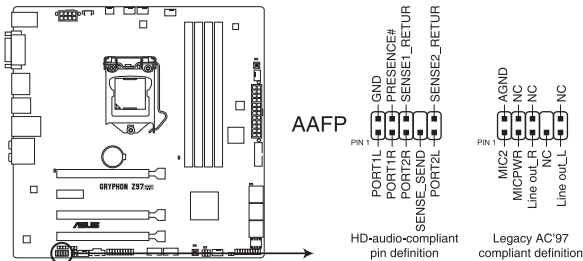 GRYPHON Z97
ASUS
AAFP
PIN 1
GND
PRESENCE#
SENSE1_RETUR
SENSE2_RETUR
PORT1L
PORT1R
PORT2R
SENSE_SEND
PORT2L
HD-audio-compliant
pin definition
PIN 1
AGND
NC
NC
NC
MIC2
MICPWR
Line out_R
NC
Line out_L
Legacy AC'97
compliant definition